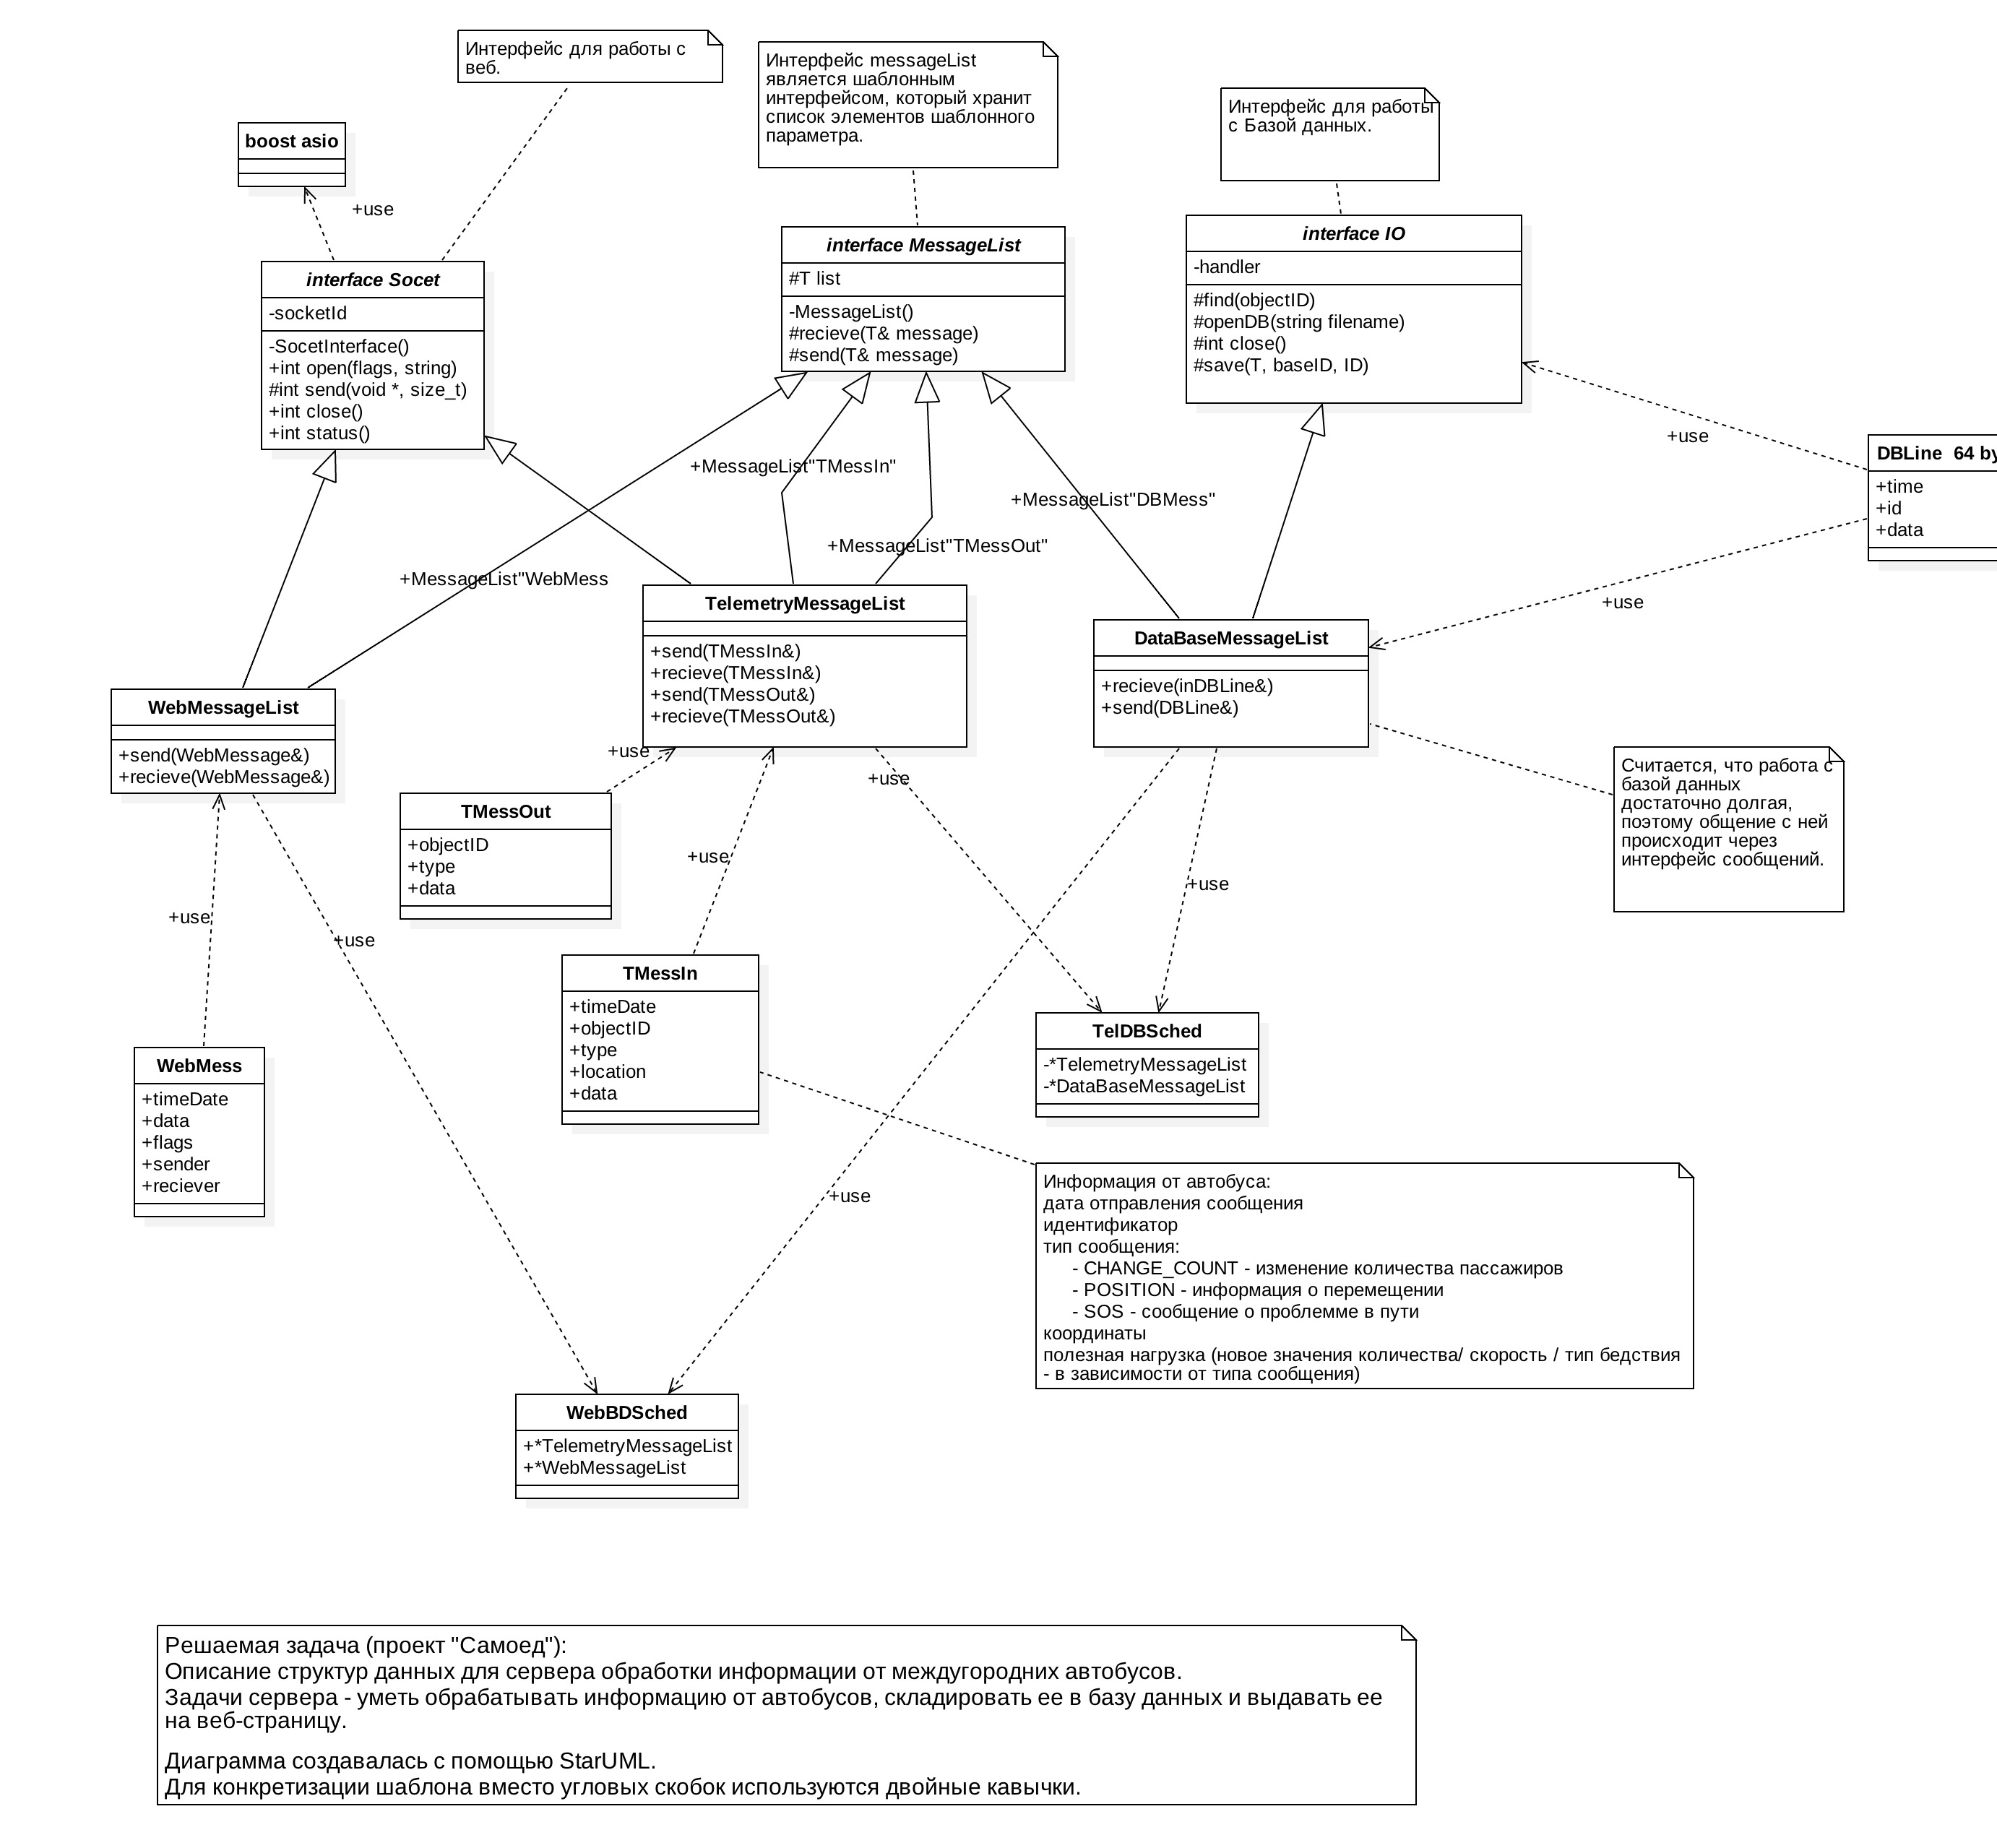 Интерфейс для работы с
веб.
Интерфейс messageList
является шаблонным
интерфейсом, который хранит
список элементов шаблонного
параметра.
Интерфейс для работы
с Базой данных.
boost asio
+use
interface Socet
-socketId
-SocetInterface()
+int open(flags, string)
#int send(void *, size_t)
+int close()
+int status()
interface MessageList
#T list
-MessageList()
#recieve(T& message)
#send(T& message)
interface IO
-handler
#find(objectID)
#openDB(string filename)
#int close()
#save(T, baseID, ID)
+use
DBLine 64 by
+time
+id
+data
+use
+MessageList"TMessIn"
+MessageList"DBMess"
+MessageList"TMessOut"
+MessageList"WebMess
TelemetryMessageList
+send(TMessIn&)
+recieve(TMessIn&)
+send(TMessOut&)
+recieve(TMessOut&)
DataBaseMessageList
+recieve(inDBLine&)
+send(DBLine&)
WebMessageList
+send(WebMessage&)
+recieve(WebMessage&)
+use
+use
Считается, что работа с
базой данных
достаточно долгая,
поэтому общение с ней
происходит через
интерфейс сообщений.
TMessOut
+objectID
+type
+data
+use
+use
+use
+use
TMessIn
+timeDate
+objectID
+type
+location
+data
TelDBSched
-*TelemetryMessageList
-*DataBaseMessageList
WebMess
+timeDate
+data
+flags
+sender
+reciever
+use
Информация от автобуса:
дата отправления сообщения
идентификатор
тип сообщения:
- CHANGE_COUNT - изменение количества пассажиров
- POSITION - информация о перемещении
- SOS - сообщение о проблемме в пути
координаты
полезная нагрузка (новое значения количества/ скорость / тип бедствия
- в зависимости от типа сообщения)
WebBDSched
+*TelemetryMessageList
+*WebMessageList
Решаемая задача (проект "Самоед"):
Описание структур данных для сервера обработки информации от междугородних автобусов.
Задачи сервера - уметь обрабатывать информацию от автобусов, складировать ее в базу данных и выдавать ее
на веб-страницу.
Диаграмма создавалась с помощью StarUML.
Для конкретизации шаблона вместо угловых скобок используются двойные кавычки.